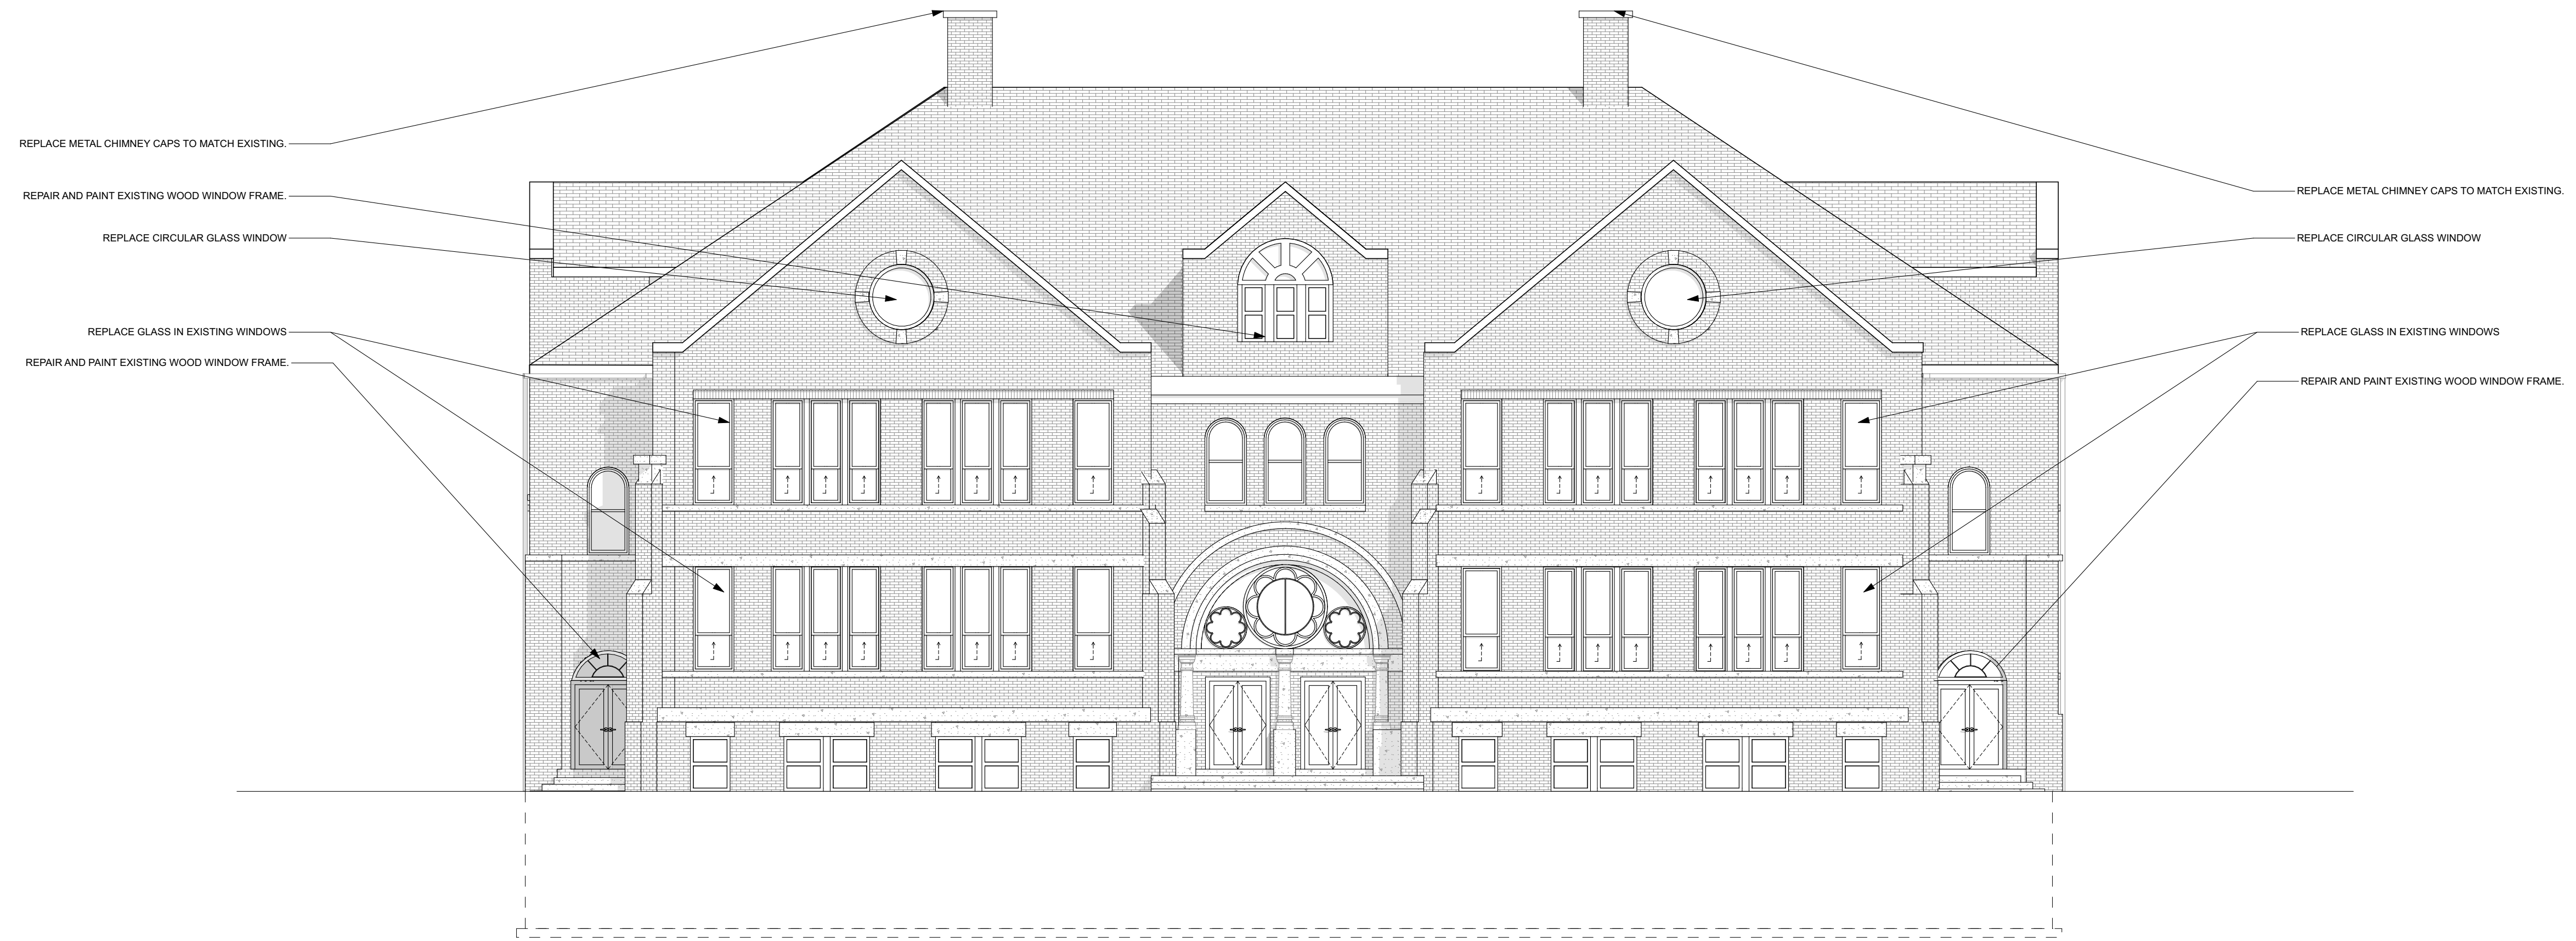 REPLACE METAL CHIMNEY CAPS TO MATCH EXISTING.
REPAIR AND PAINT EXISTING WOOD WINDOW FRAME.
REPLACE CIRCULAR GLASS WINDOW
REPLACE GLASS IN EXISTING WINDOWS
REPAIR AND PAINT EXISTING WOOD WINDOW FRAME.
REPLACE METAL CHIMNEY CAPS TO MATCH EXISTING.
REPLACE CIRCULAR GLASS WINDOW
REPLACE GLASS IN EXISTING WINDOWS
REPAIR AND PAINT EXISTING WOOD WINDOW FRAME.